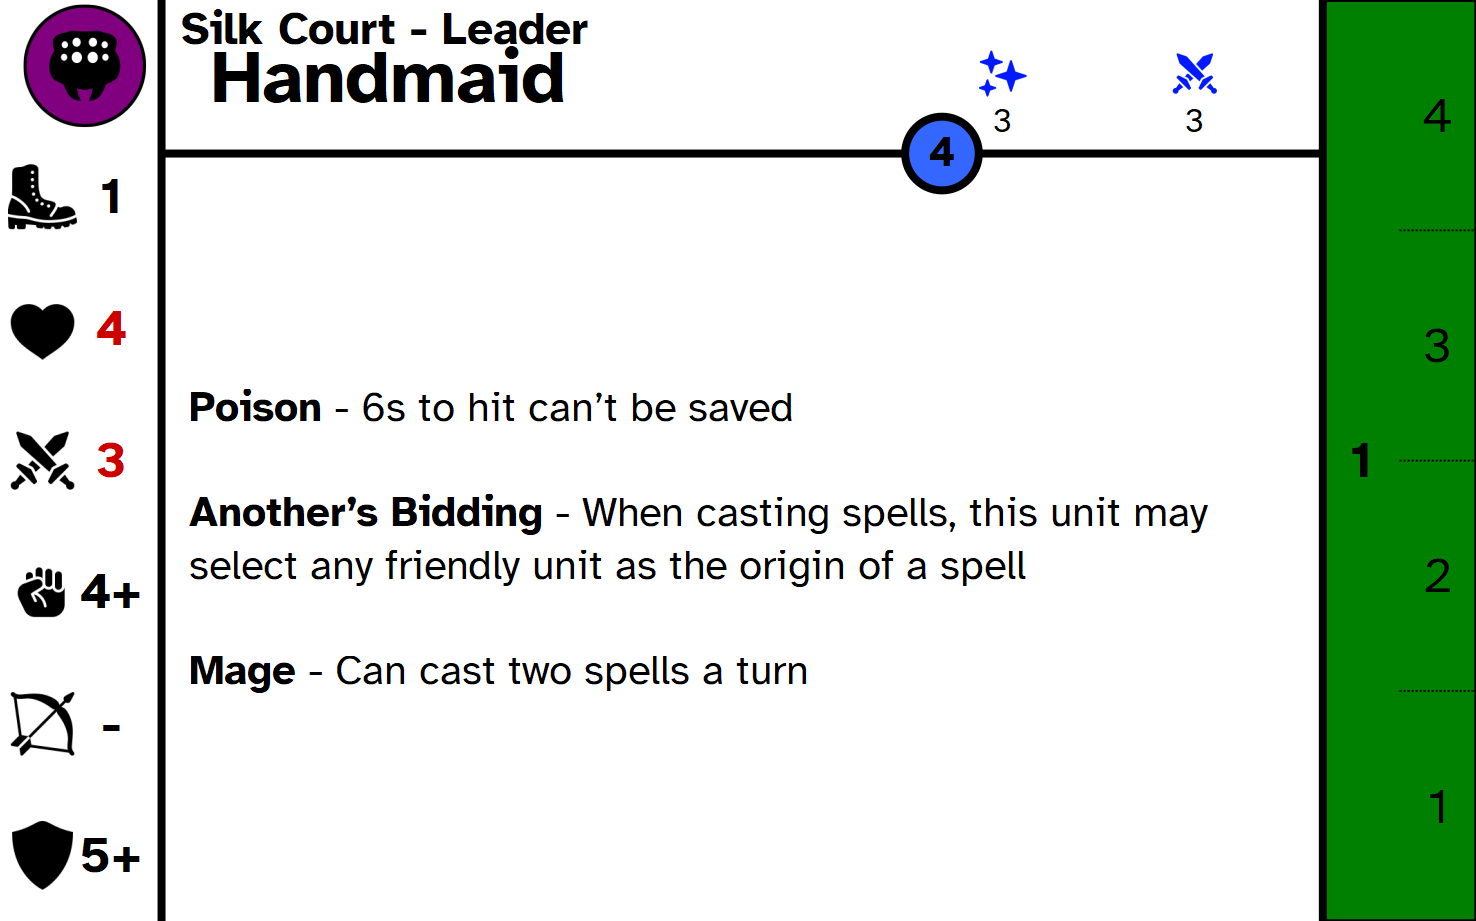 Silk Court - Leader
Handmaid
3
3
4
1
4
3
4+
-
5+
Poison - 6s to hit can’t be saved
Another’s Bidding - When casting spells, this unit may
select any friendly unit as the origin of a spell
Mage - Can cast two spells a turn
1
4
3
2
1